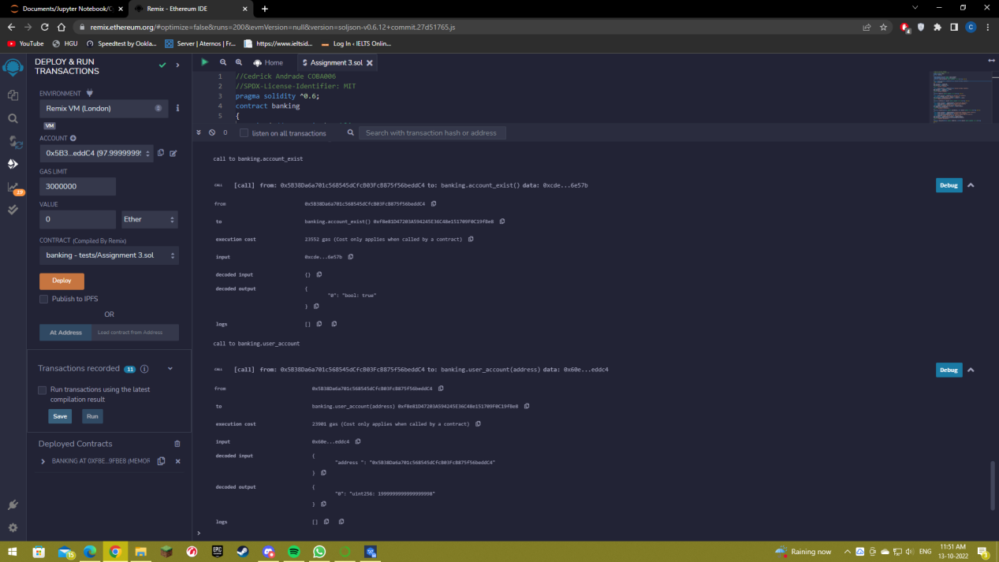 Documents/Jupyter Notebook/C
Remix - Ethereum IDE
remix.ethereum.org/#optimize=false&runs=200&evmVersion=null&version=soljson-v0.6.12+commit.27d51765.js
C
YouTube
HGU
Speedtest by Ookla...
Server | Aternos | Fr...
https://www.ieltsid...
Log In ‹ IELTS Onlin...
DEPLOY & RUN
TRANSACTIONS
ENVIRONMENT
Remix VM (London)
VM
ACCOUNT
0x5B3...eddC4 (97.99999999
GAS LIMIT
3000000
VALUE
0
Ether
CONTRACT (Compiled By Remix)
banking - tests/Assignment 3.sol
Deploy
Publish to IPFS
OR
At Address
Load contract from Address
Transactions recorded 11
Run transactions using the latest
compilation result
Save
Run
Deployed Contracts
BANKING AT 0XF8E...9FBE8 (MEMOR
Home
Assignment 3.sol
1 //Cedrick Andrade COBA006
2 //SPDX-License-Identifier: MIT
3 pragma solidity ^0.6;
4 contract banking
5 {
0
listen on all transactions
Search with transaction hash or address
call to banking.account_exist
CALL [call] from: 0x5B38Da6a701c568545dCfcB03FcB875f56beddC4 to: banking.account_exist() data: 0xcde...6e57b
Debug
from 0x5B38Da6a701c568545dCfcB03FcB875f56beddC4
to banking.account_exist() 0xf8e81D47203A594245E36C48e151709F0C19fBe8
execution cost 23552 gas (Cost only applies when called by a contract)
input 0xcde...6e57b
decoded input {}
decoded output {
"0": "bool: true"
}
logs []
call to banking.user_account
CALL [call] from: 0x5B38Da6a701c568545dCfcB03FcB875f56beddC4 to: banking.user_account(address) data: 0x60e...eddc4
Debug
from 0x5B38Da6a701c568545dCfcB03FcB875f56beddC4
to banking.user_account(address) 0xf8e81D47203A594245E36C48e151709F0C19fBe8
execution cost 23901 gas (Cost only applies when called by a contract)
input 0x60e...eddc4
decoded input {
"address ": "0x5B38Da6a701c568545dCfcB03FcB875f56beddC4"
}
decoded output {
"0": "uint256: 1999999999999999998"
}
logs []
>
15
EPIC
Raining now
ENG
11:51 AM
13-10-2022
3